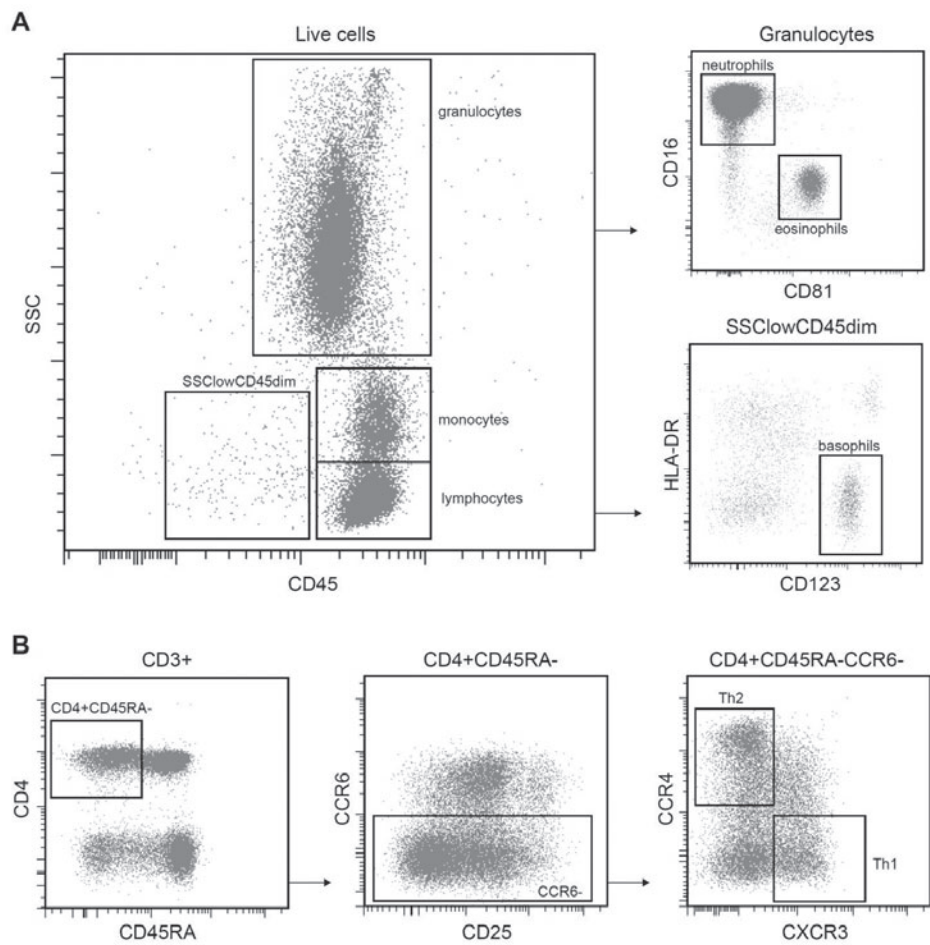 A
Live cells
Granulocytes
granulocytes
SSClowCD45dim
monocytes
lymphocytes
SSC
CD45
neutrophils
eosinophils
CD16
CD81
SSClowCD45dim
basophils
HLA-DR
CD123
B
CD3+
CD4+CD45RA-
CD4+CD45RA-CCR6-
CD4+CD45RA-
CD4
CD45RA
CCR6
CCR6-
CD25
Th2
CCR4
Th1
CXCR3